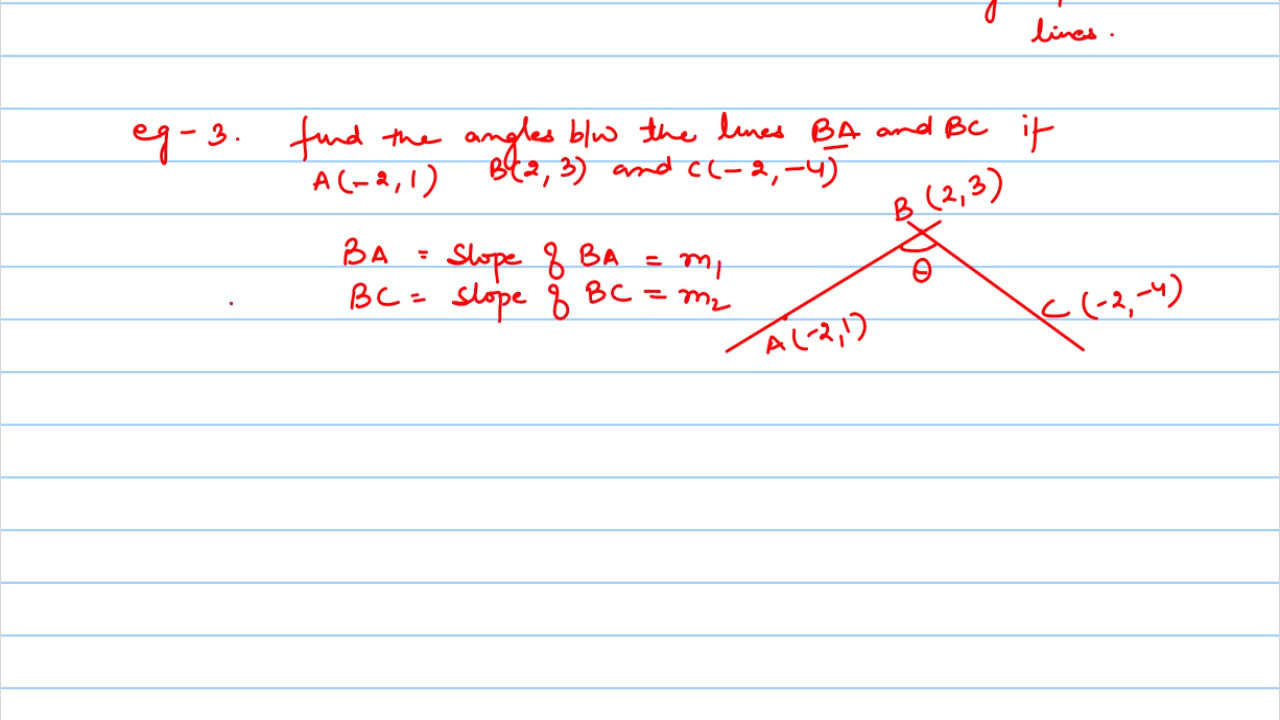 lines.
eg - 3. find the angles b/w the lines BA and BC if
A(-2,1) B(2,3) and C(-2,-4)
B (2,3)
BA = Slope of BA = m₁
θ
BC = slope of BC = m₂
C (-2,-4)
A(-2,1)